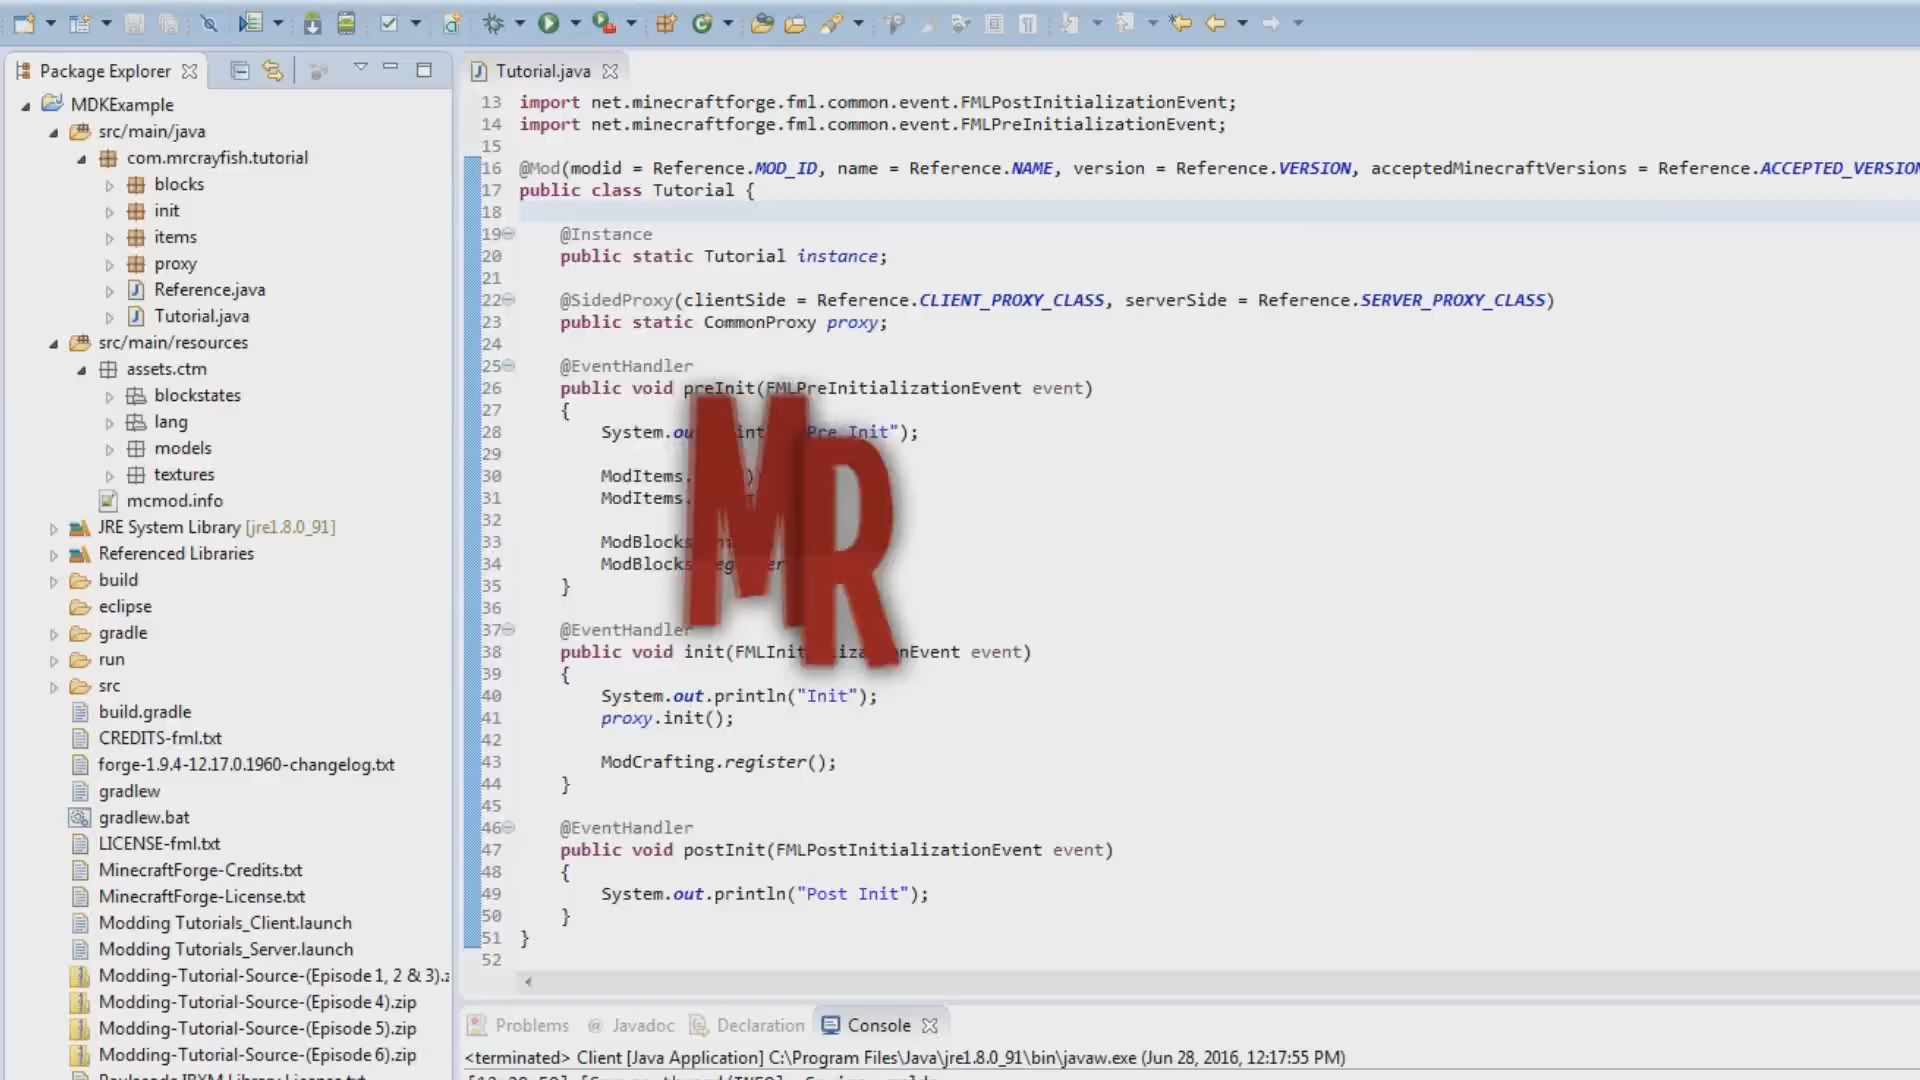 Package Explorer
MDKExample
src/main/java
com.mrcrayfish.tutorial
blocks
init
items
proxy
Reference.java
Tutorial.java
src/main/resources
assets.ctm
blockstates
lang
models
textures
mcmod.info
JRE System Library [jre1.8.0_91]
Referenced Libraries
build
eclipse
gradle
run
src
build.gradle
CREDITS-fml.txt
forge-1.9.4-12.17.0.1960-changelog.txt
gradlew
gradlew.bat
LICENSE-fml.txt
MinecraftForge-Credits.txt
MinecraftForge-License.txt
Modding Tutorials_Client.launch
Modding Tutorials_Server.launch
Modding-Tutorial-Source-(Episode 1, 2 & 3).z
Modding-Tutorial-Source-(Episode 4).zip
Modding-Tutorial-Source-(Episode 5).zip
Modding-Tutorial-Source-(Episode 6).zip
Tutorial.java
13 import net.minecraftforge.fml.common.event.FMLPostInitializationEvent;
14 import net.minecraftforge.fml.common.event.FMLPreInitializationEvent;
15
16 @Mod(modid = Reference.MOD_ID, name = Reference.NAME, version = Reference.VERSION, acceptedMinecraftVersions = Reference.ACCEPTED_VERSION
17 public class Tutorial {
18
19 @Instance
20 public static Tutorial instance;
21
22 @SidedProxy(clientSide = Reference.CLIENT_PROXY_CLASS, serverSide = Reference.SERVER_PROXY_CLASS)
23 public static CommonProxy proxy;
24
25 @EventHandler
26 public void preInit(FMLPreInitializationEvent event)
27 {
28 System.ou Pre Init");
29
30 ModItems.
31 ModItems.
32
33 ModBlocks
34 ModBlocks
35 }
36
37 @EventHandler
38 public void init(FMLInit nEvent event)
39 {
40 System.out.println("Init");
41 proxy.init();
42
43 ModCrafting.register();
44 }
45
46 @EventHandler
47 public void postInit(FMLPostInitializationEvent event)
48 {
49 System.out.println("Post Init");
50 }
51 }
52
MR
Problems @ Javadoc Declaration Console
<terminated> Client [Java Application] C:\Program Files\Java\jre1.8.0_91\bin\javaw.exe (Jun 28, 2016, 12:17:55 PM)